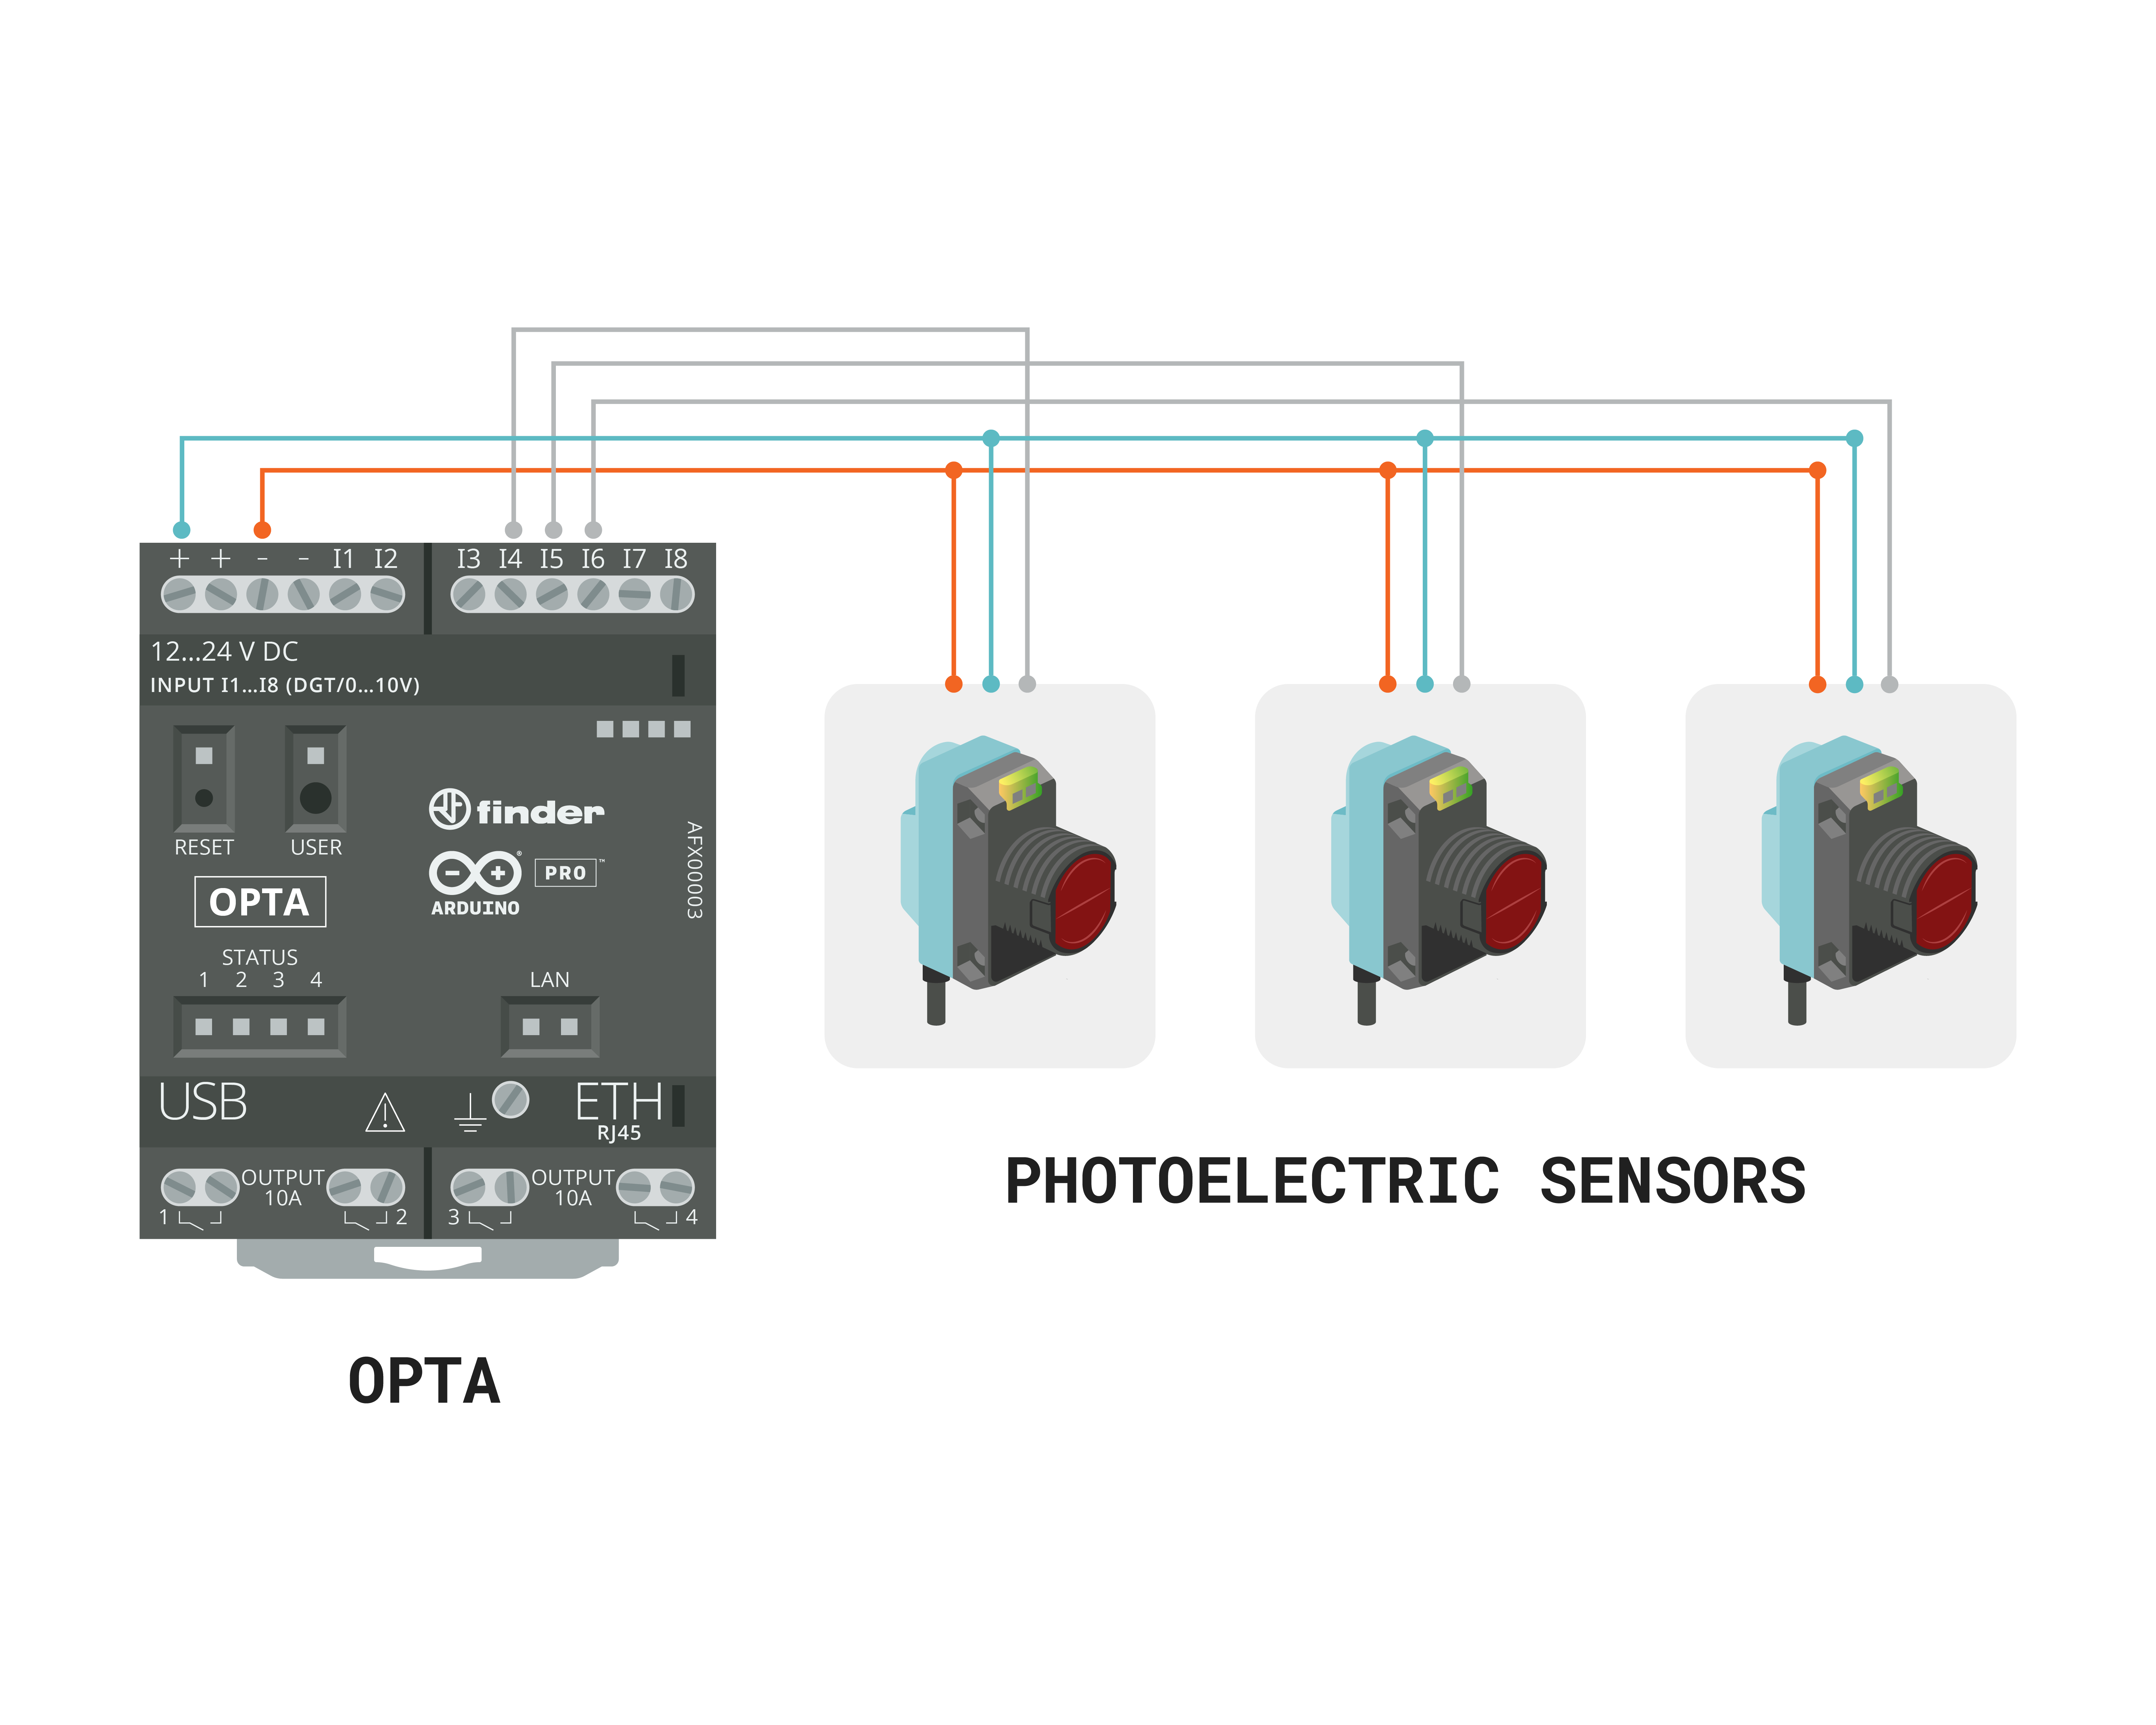 + + - - I1 I2 I3 I4 I5 I6 I7 I8
12...24 V DC
INPUT I1...I8 (DGT/0...10V)
RESET USER
finder
ARDUINO® PRO™
AFX00003
OPTA
STATUS
1 2 3 4
LAN
USB
ETH
RJ45
OUTPUT
10A
1 2
OUTPUT
10A
3 4
PHOTOELECTRIC SENSORS
OPTA